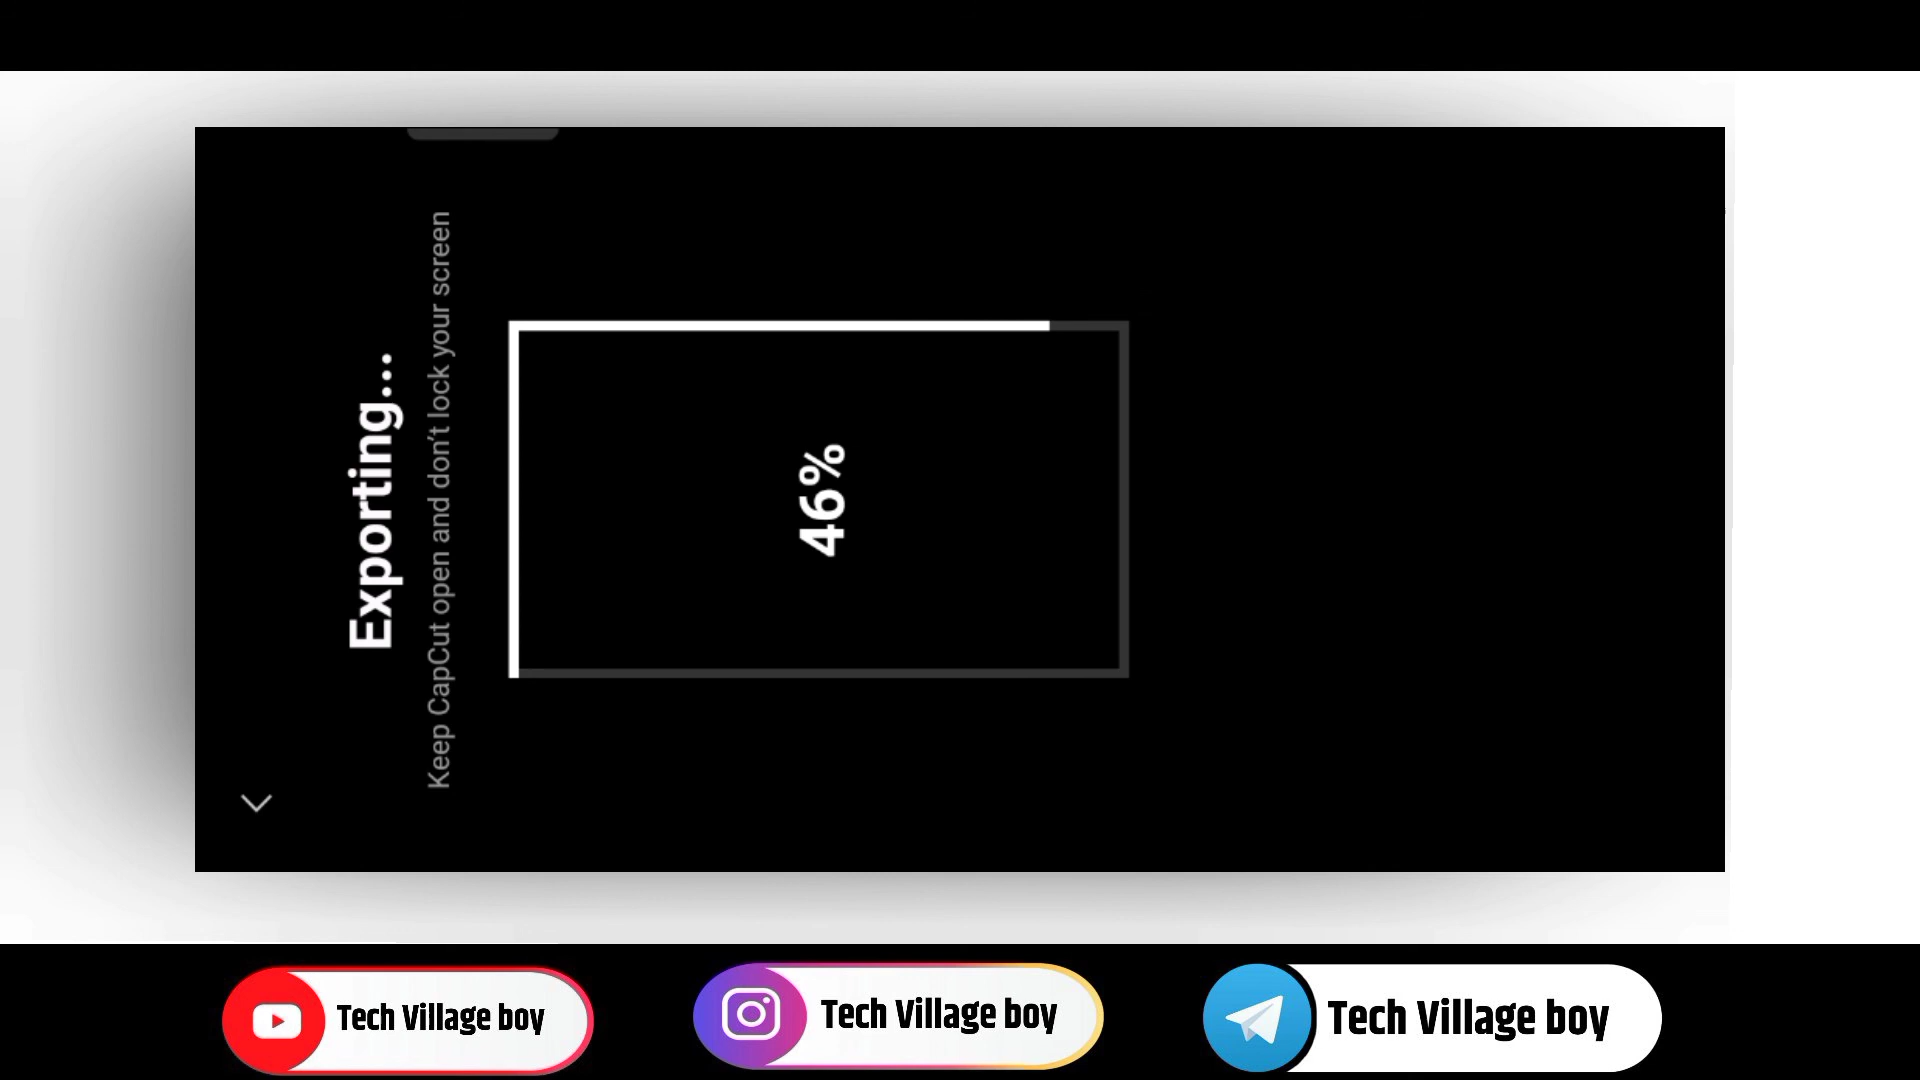 Exporting...
Keep CapCut open and don't lock your screen
46%
Tech Village boy
Tech Village boy
Tech Village boy